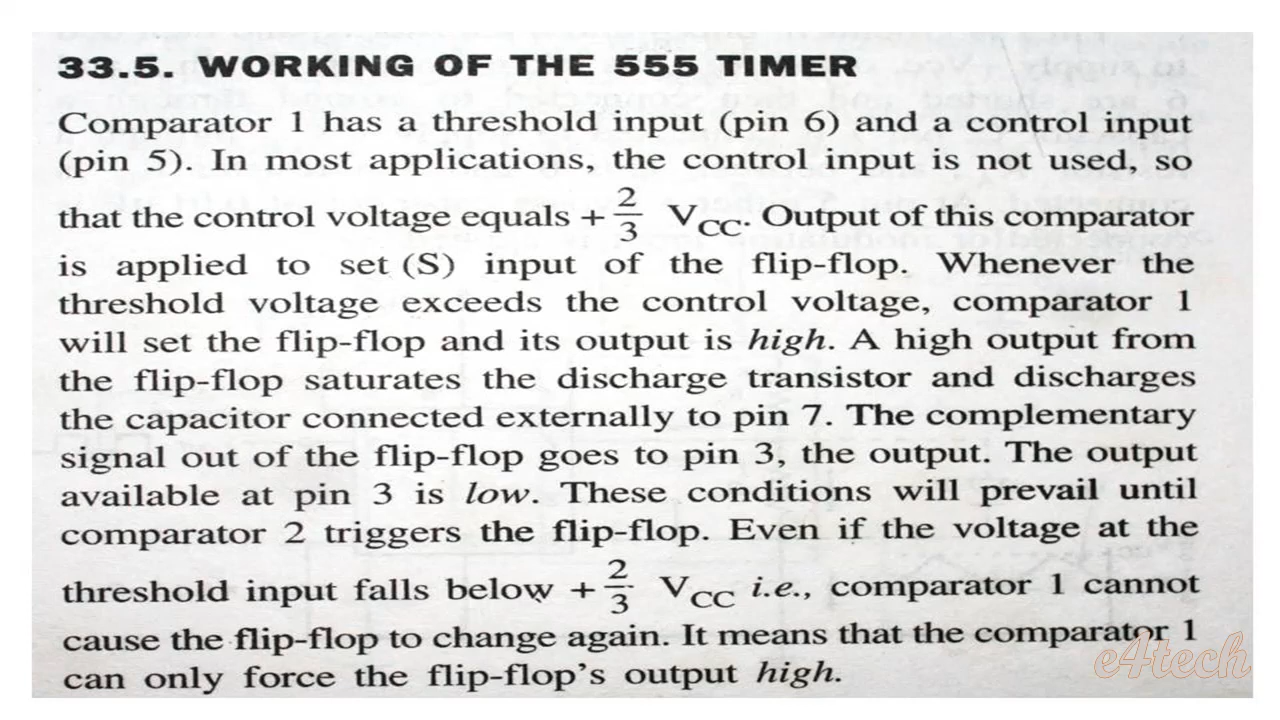 33.5. WORKING OF THE 555 TIMER
Comparator 1 has a threshold input (pin 6) and a control input
(pin 5). In most applications, the control input is not used, so
that the control voltage equals + 2/3 VCC. Output of this comparator
is applied to set (S) input of the flip-flop. Whenever the
threshold voltage exceeds the control voltage, comparator 1
will set the flip-flop and its output is high. A high output from
the flip-flop saturates the discharge transistor and discharges
the capacitor connected externally to pin 7. The complementary
signal out of the flip-flop goes to pin 3, the output. The output
available at pin 3 is low. These conditions will prevail until
comparator 2 triggers the flip-flop. Even if the voltage at the
threshold input falls below + 2/3 VCC i.e., comparator 1 cannot
cause the flip-flop to change again. It means that the comparator 1
can only force the flip-flop's output high.
e4tech